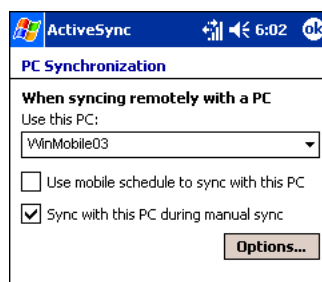 ActiveSync 6:02 ok
PC Synchronization
When syncing remotely with a PC
Use this PC:
WinMobile03
Use mobile schedule to sync with this PC
Sync with this PC during manual sync
Options...